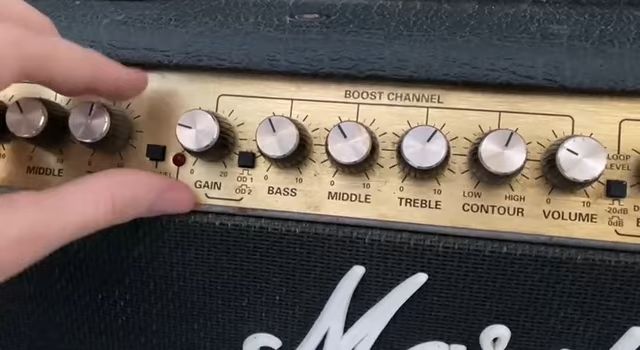 BOOST CHANNEL
MIDDLE
0 20
GAIN
OD 1
OD 2
0 10
BASS
0 10
MIDDLE
0 10
TREBLE
LOW HIGH
CONTOUR
0 10
VOLUME
LOOP
LEVEL
-20dB
0dB
Marsh